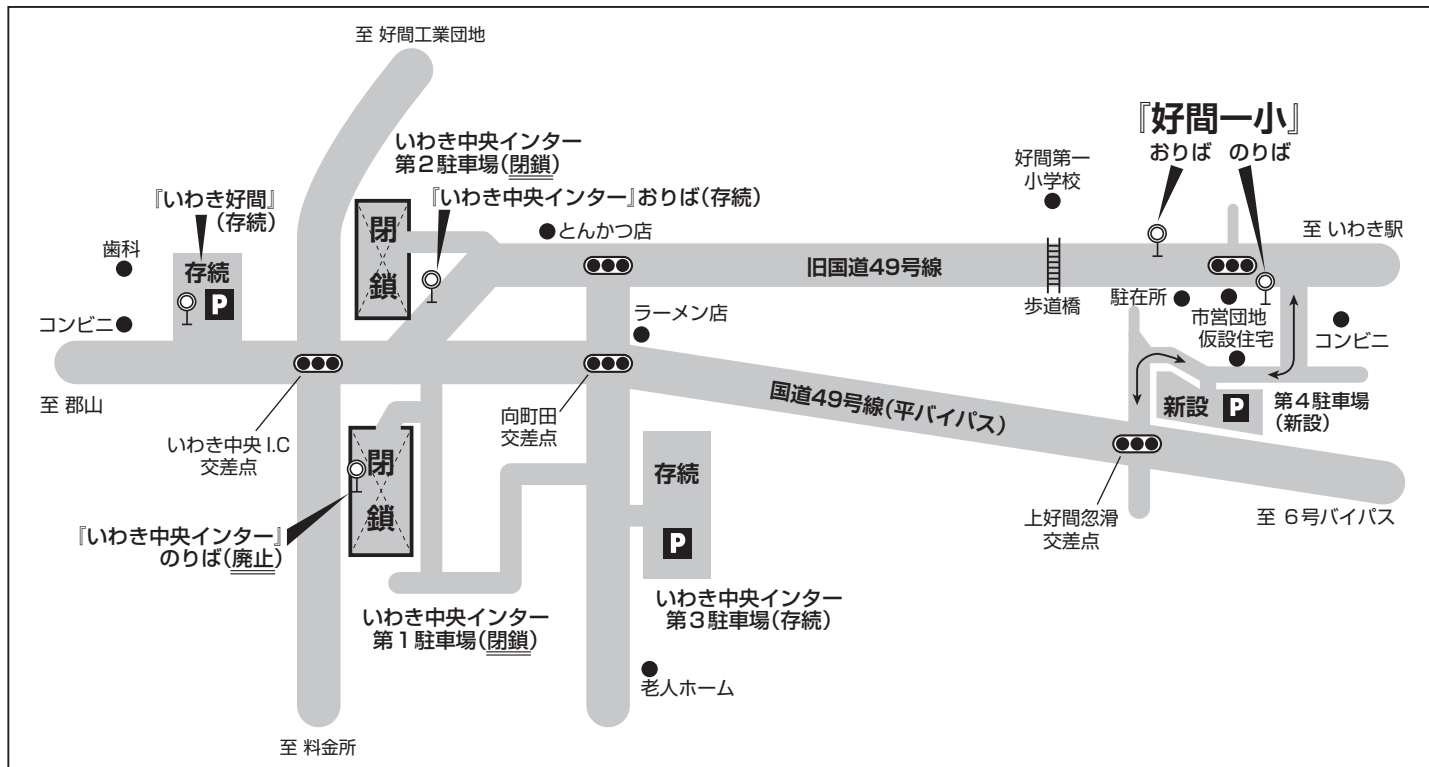 至 好間工業団地
いわき中央インター
第2駐車場(閉鎖)
『いわき中央インター』おりば(存続)
『いわき好間』
(存続)
歯科
存続
P
コンビニ
至 郡山
閉
鎖
とんかつ店
ラーメン店
旧国道49号線
好間第一
小学校
歩道橋
『好間一小』
おりば
のりば
至 いわき駅
駐在所
市営団地
仮設住宅
コンビニ
新設
P
第4駐車場
(新設)
国道49号線(平バイパス)
いわき中央I.C
交差点
向町田
交差点
閉
鎖
『いわき中央インター』
のりば(廃止)
いわき中央インター
第1駐車場(閉鎖)
存続
P
いわき中央インター
第3駐車場(存続)
上好間忽滑
交差点
至 6号バイパス
老人ホーム
至 料金所